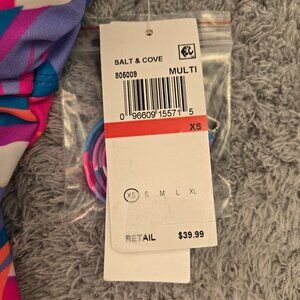 SALT & COVE
806009 MULTI
0 96609 15571 5
XS
XS S M L XL
RETAIL $39.99